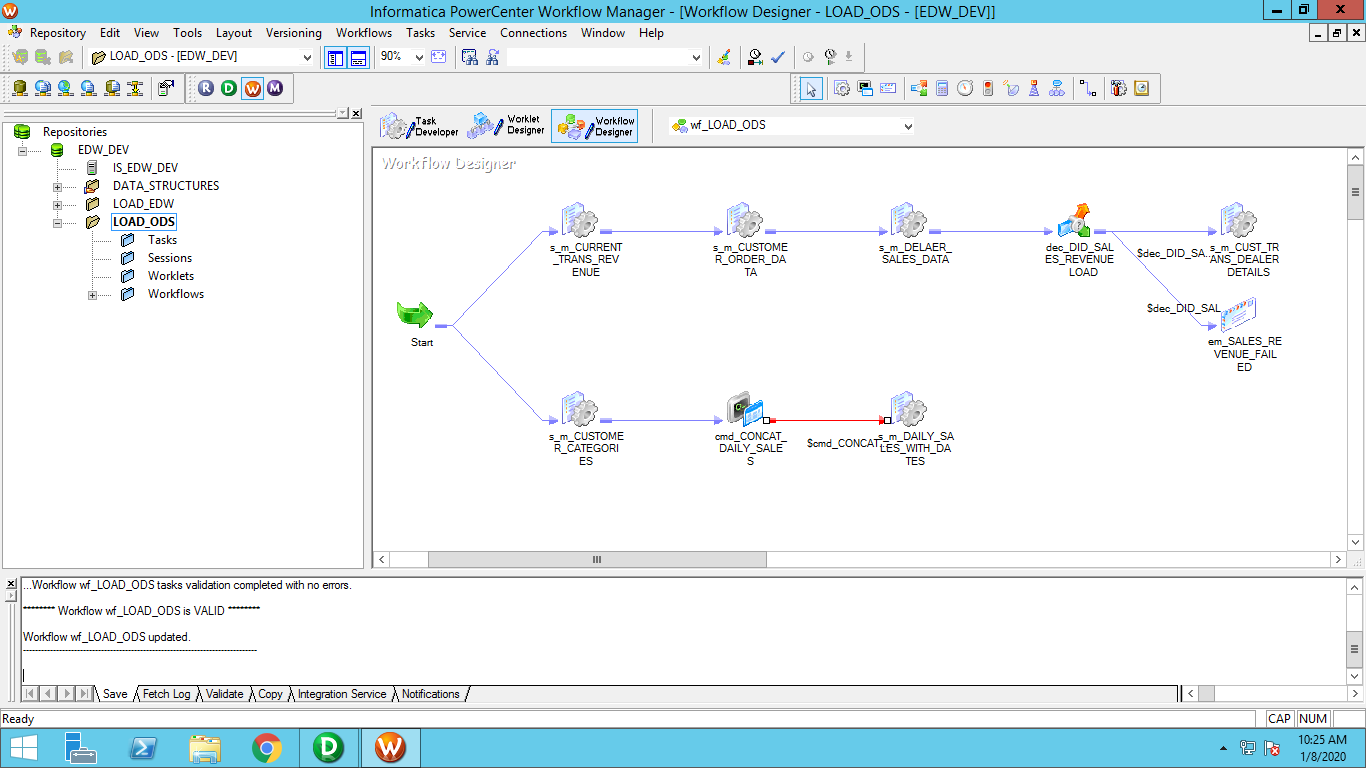 Informatica PowerCenter Workflow Manager - [Workflow Designer - LOAD_ODS - [EDW_DEV]]
Repository Edit View Tools Layout Versioning Workflows Tasks Service Connections Window Help
LOAD_ODS - [EDW_DEV]
90%
R D W M
Task
Developer
Worklet
Designer
Workflow
Designer
wf_LOAD_ODS
Repositories
EDW_DEV
IS_EDW_DEV
DATA_STRUCTURES
LOAD_EDW
LOAD_ODS
Tasks
Sessions
Worklets
Workflows
Workflow Designer
s_m_CURRENT
_TRANS_REV
ENUE
s_m_CUSTOME
R_ORDER_DA
TA
s_m_DELAER_
SALES_DATA
dec_DID_SAL
ES_REVENUE
LOAD
$dec_DID_SA...
s_m_CUST_TR
ANS_DEALER
DETAILS
$dec_DID_SAL
em_SALES_RE
VENUE_FAIL
ED
Start
s_m_CUSTOME
R_CATEGORI
ES
cmd_CONCAT_
DAILY_SALE
S
$cmd_CONCAT...
s_m_DAILY_SA
LES_WITH_DA
TES
...Workflow wf_LOAD_ODS tasks validation completed with no errors.
******** Workflow wf_LOAD_ODS is VALID ********
Workflow wf_LOAD_ODS updated.
Save Fetch Log Validate Copy Integration Service Notifications
Ready
CAP NUM
D W
10:25 AM
1/8/2020